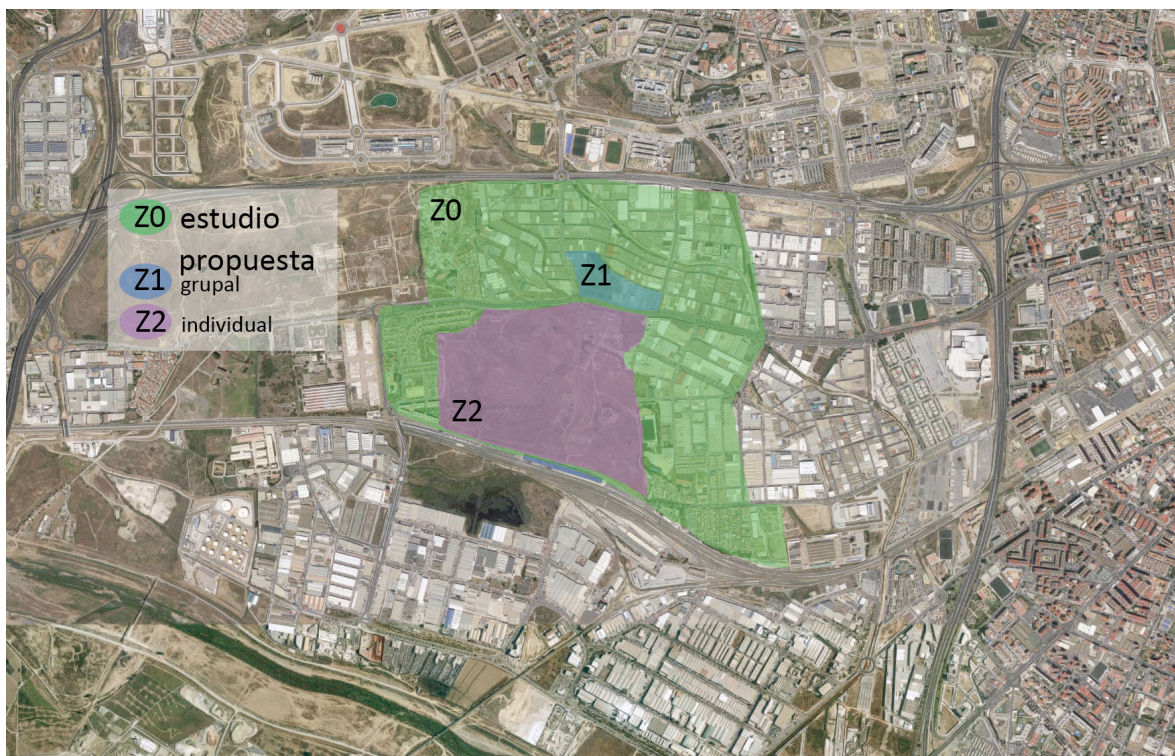 Z0 estudio
propuesta
Z1 grupal
Z2 individual
Z0
Z1
Z2